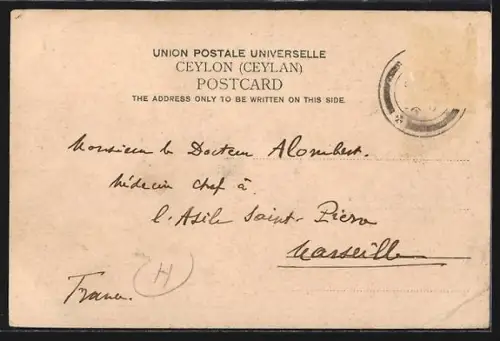 UNION POSTALE UNIVERSELLE
CEYLON (CEYLAN)
POSTCARD
THE ADDRESS ONLY TO BE WRITTEN ON THIS SIDE.
Monsieur le Docteur Alombert.
Médecin Chef à
l'Asile Saint-Pierre
Marseille
France.
H